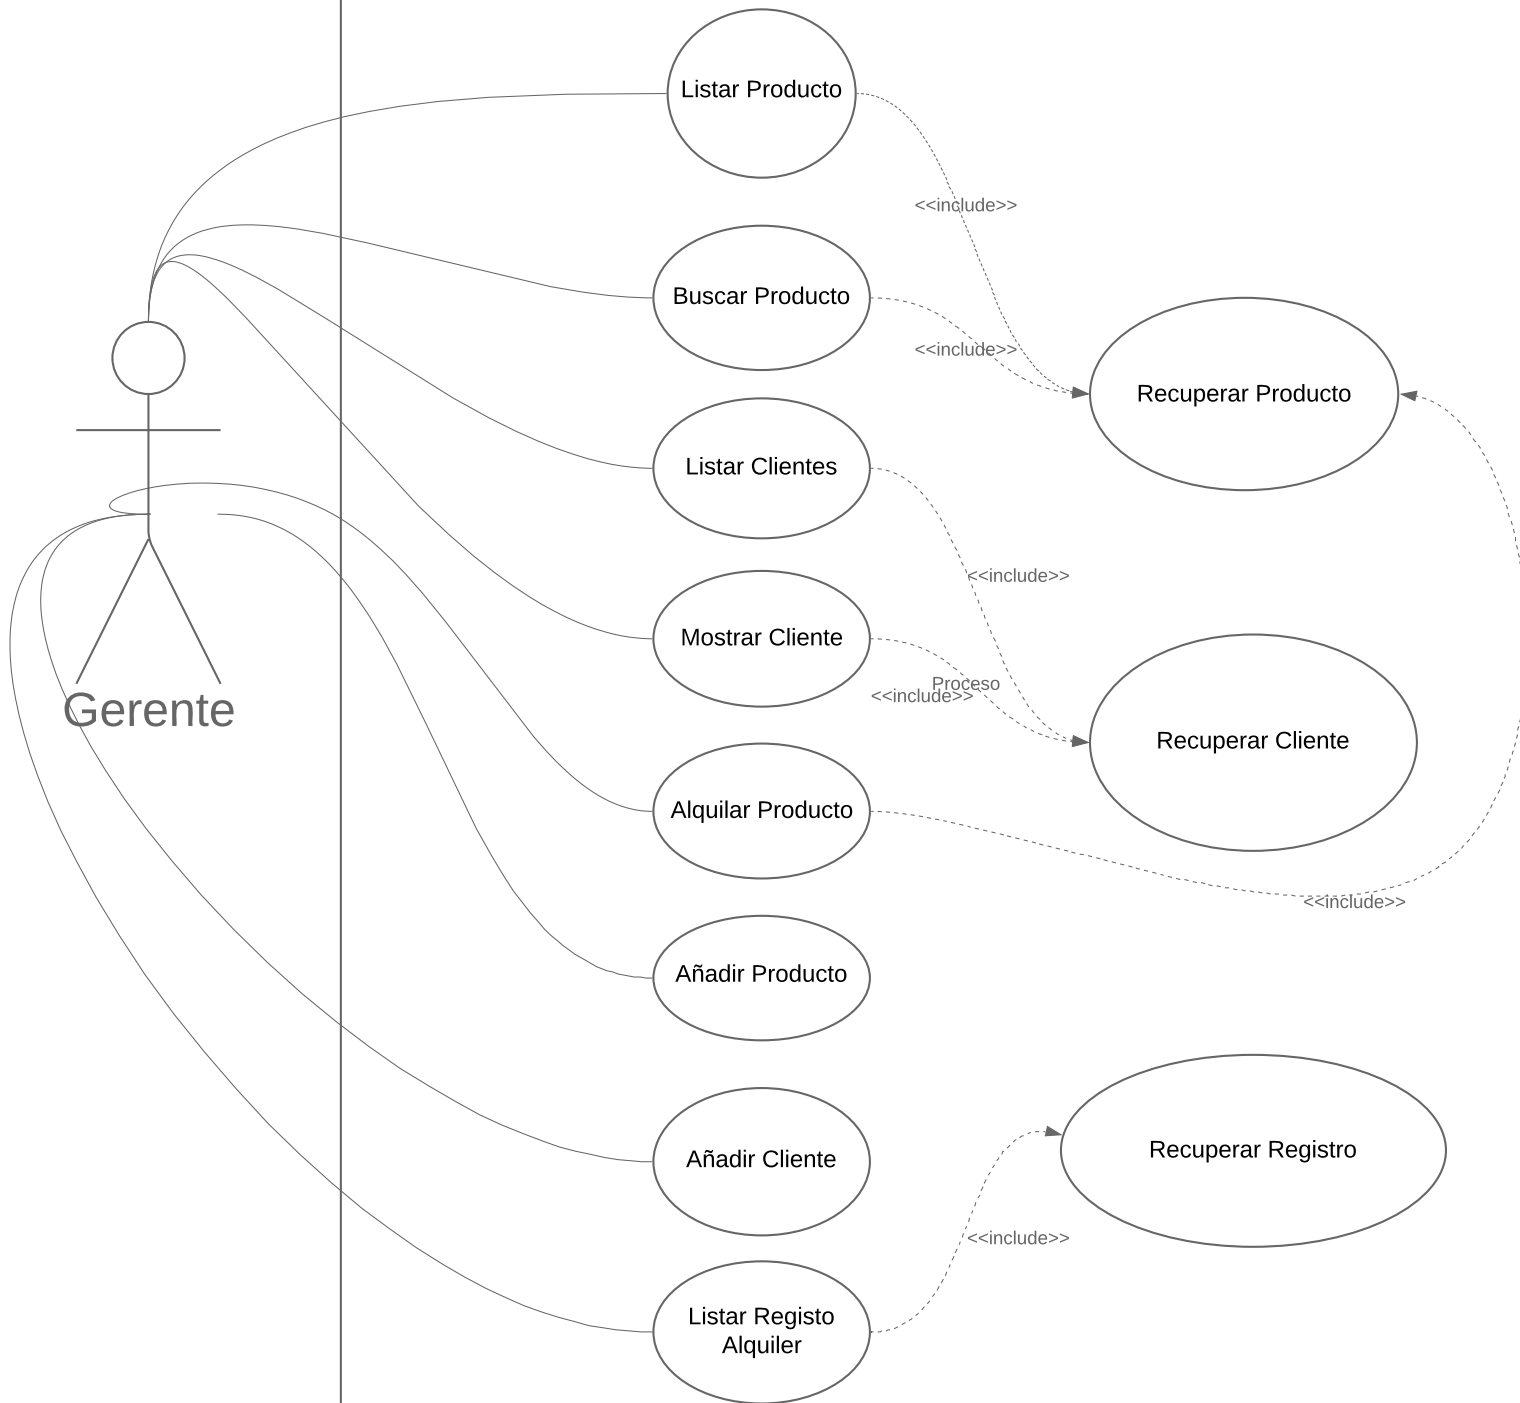 Listar Producto
<<include>>
Buscar Producto
<<include>>
Recuperar Producto
Listar Clientes
<<include>>
Mostrar Cliente
Proceso
<<include>>
Gerente
Recuperar Cliente
Alquilar Producto
<<include>>
Añadir Producto
Añadir Cliente
Recuperar Registro
<<include>>
Listar Registo
Alquiler